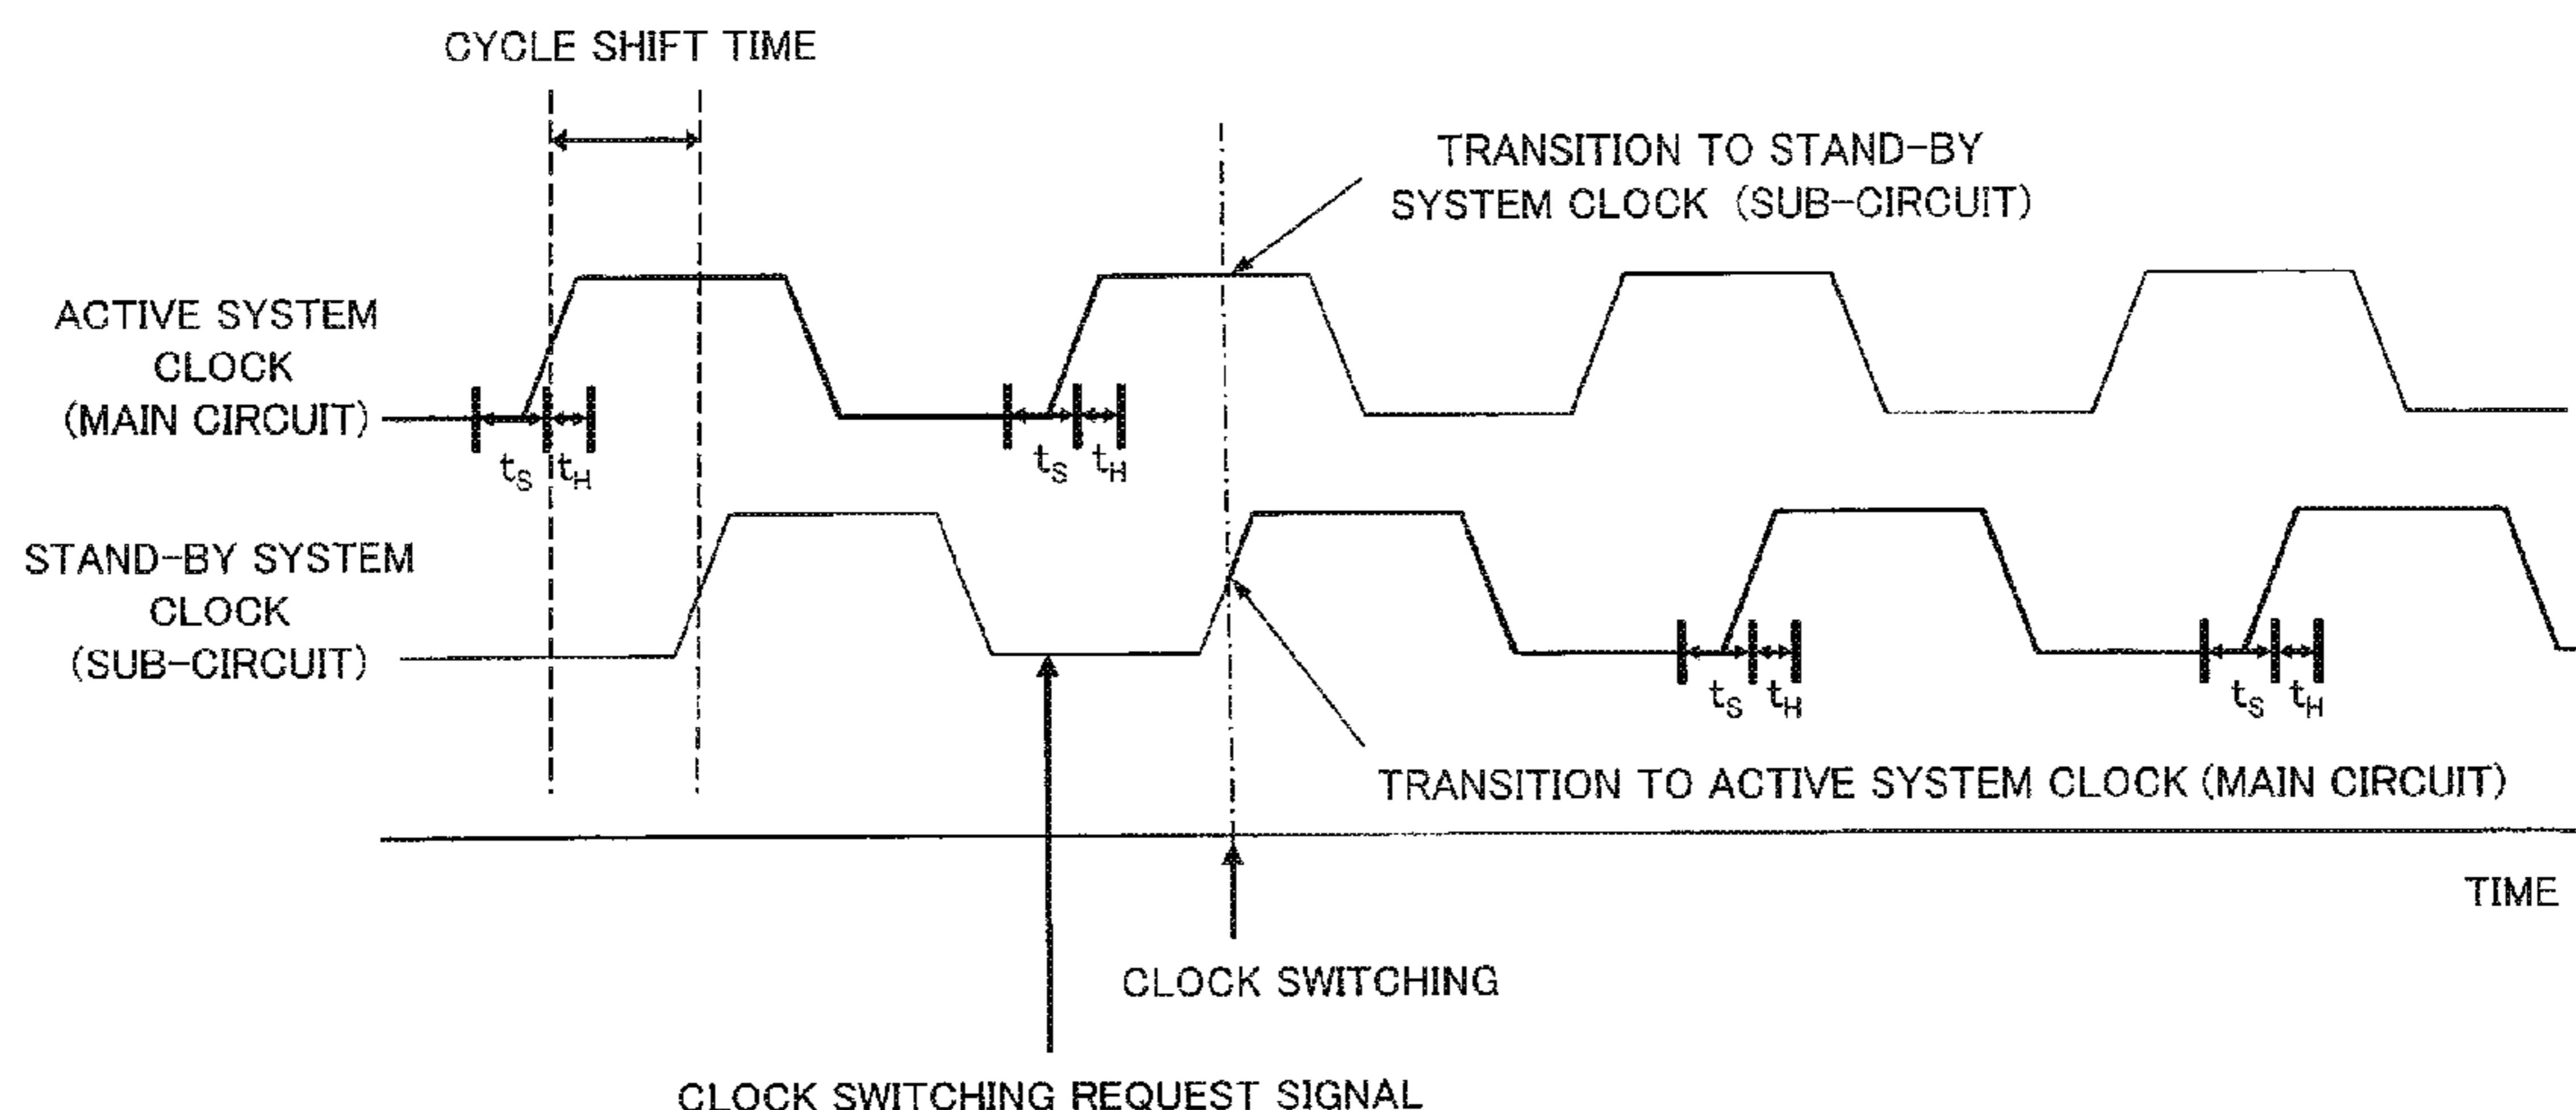 CYCLE SHIFT TIME
TRANSITION TO STAND-BY
SYSTEM CLOCK (SUB-CIRCUIT)
ACTIVE SYSTEM
CLOCK
(MAIN CIRCUIT)
tS tH
tS tH
STAND-BY SYSTEM
CLOCK
(SUB-CIRCUIT)
tS tH
tS tH
TRANSITION TO ACTIVE SYSTEM CLOCK (MAIN CIRCUIT)
TIME
CLOCK SWITCHING
CLOCK SWITCHING REQUEST SIGNAL